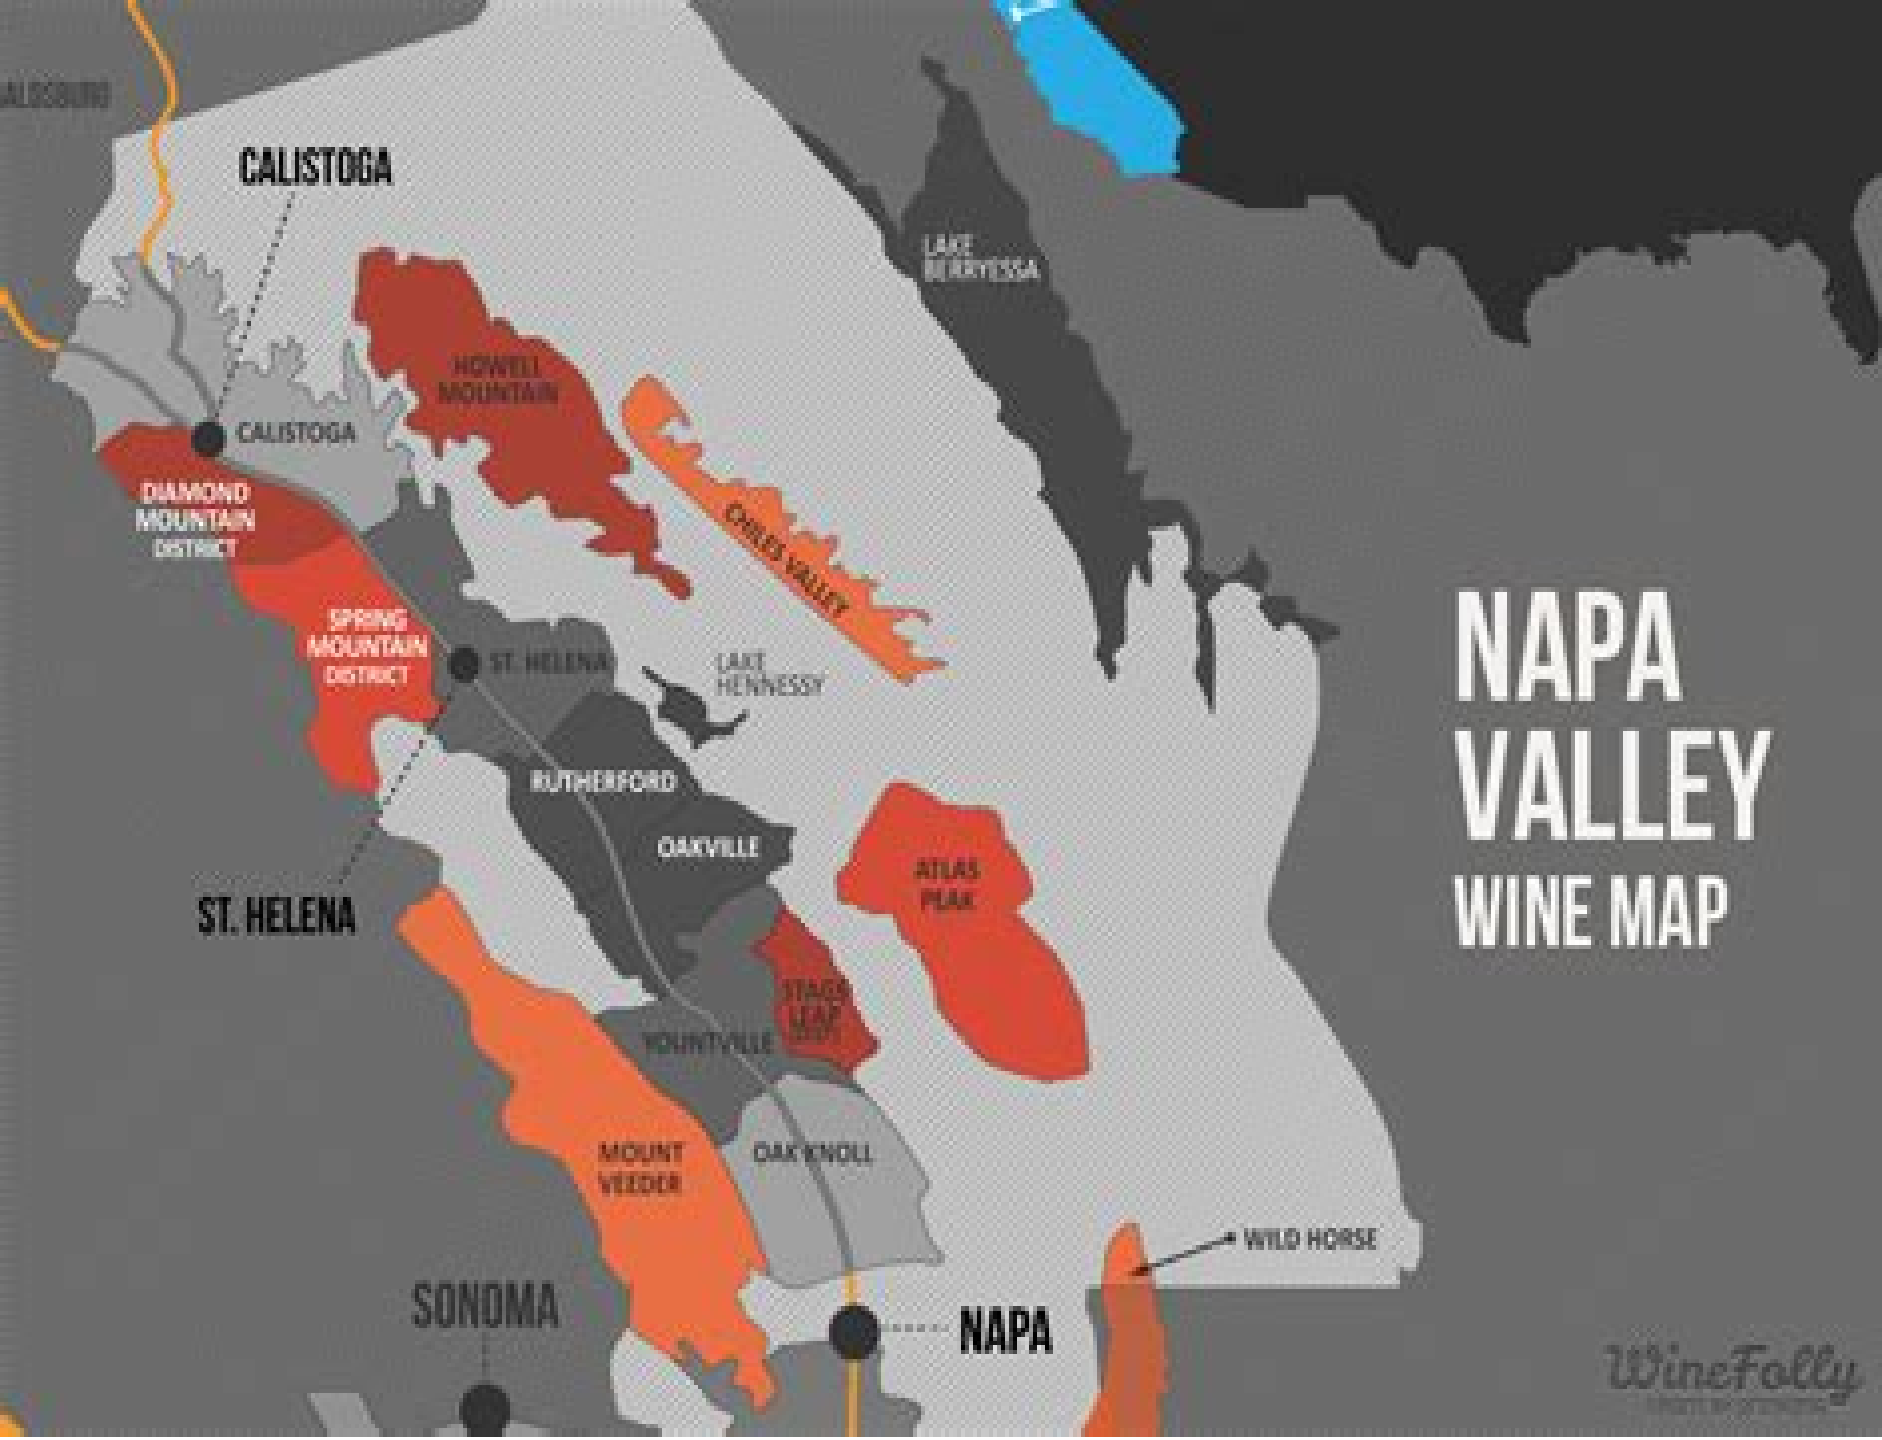 CALISTOGA
LAKE
BERRYESSA
HOWELL
MOUNTAIN
CALISTOGA
DIAMOND
MOUNTAIN
DISTRICT
CHILES VALLEY
SPRING
MOUNTAIN
DISTRICT
ST. HELENA
LAKE
HENNESSY
NAPA
VALLEY
WINE MAP
RUTHERFORD
OAKVILLE
ATLAS
PEAK
ST. HELENA
STAGS
LEAP
YOUNTVILLE
MOUNT
VEEDER
OAK KNOLL
WILD HORSE
SONOMA
NAPA
WineFolly